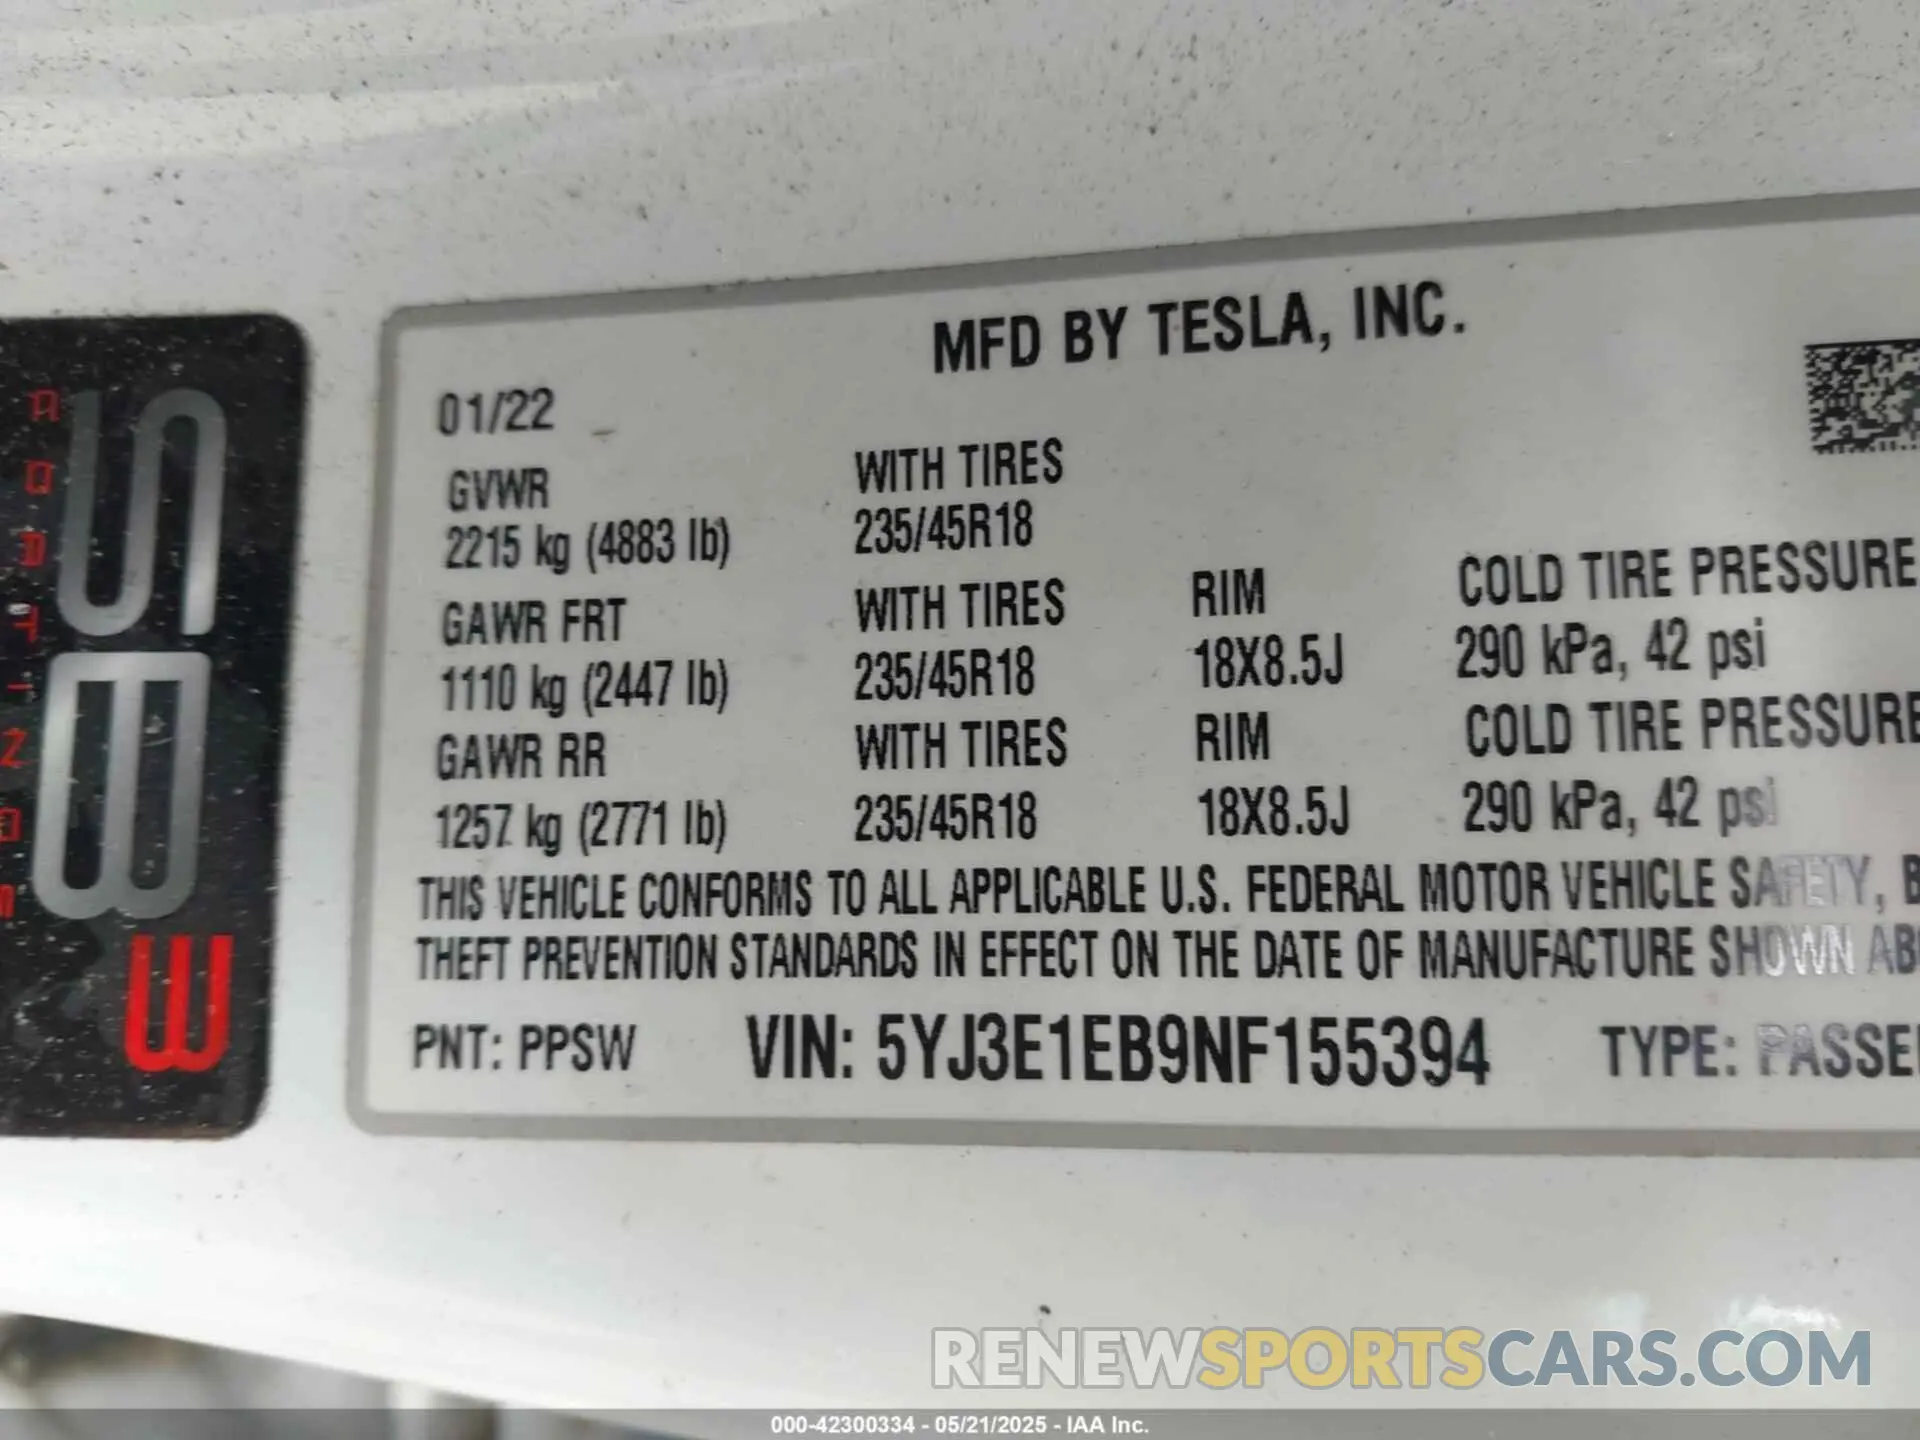 MFD BY TESLA, INC.
01/22
GVWR WITH TIRES
2215 kg (4883 lb) 235/45R18
GAWR FRT WITH TIRES RIM COLD TIRE PRESSURE
1110 kg (2447 lb) 235/45R18 18X8.5J 290 kPa, 42 psi
GAWR RR WITH TIRES RIM COLD TIRE PRESSURE
1257 kg (2771 lb) 235/45R18 18X8.5J 290 kPa, 42 psi
THIS VEHICLE CONFORMS TO ALL APPLICABLE U.S. FEDERAL MOTOR VEHICLE SAFETY, B
THEFT PREVENTION STANDARDS IN EFFECT ON THE DATE OF MANUFACTURE SHOWN AB
PNT: PPSW VIN: 5YJ3E1EB9NF155394 TYPE: PASSE
RENEWSPORTSCARS.COM
000-42300334 - 05/21/2025 - IAA Inc.